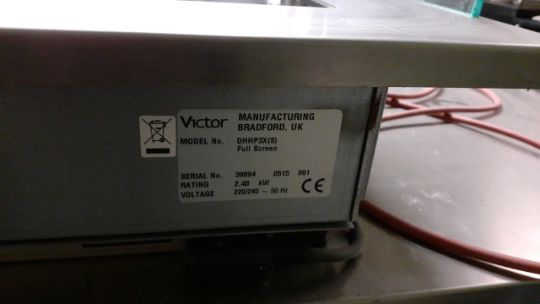 Victor MANUFACTURING
BRADFORD, UK
MODEL No. DHHP3X(S)
Full Screen
SERIAL No. 39894 0515 001
RATING 2.40 kW
VOLTAGE 220/240 ~ 50 Hz
CE